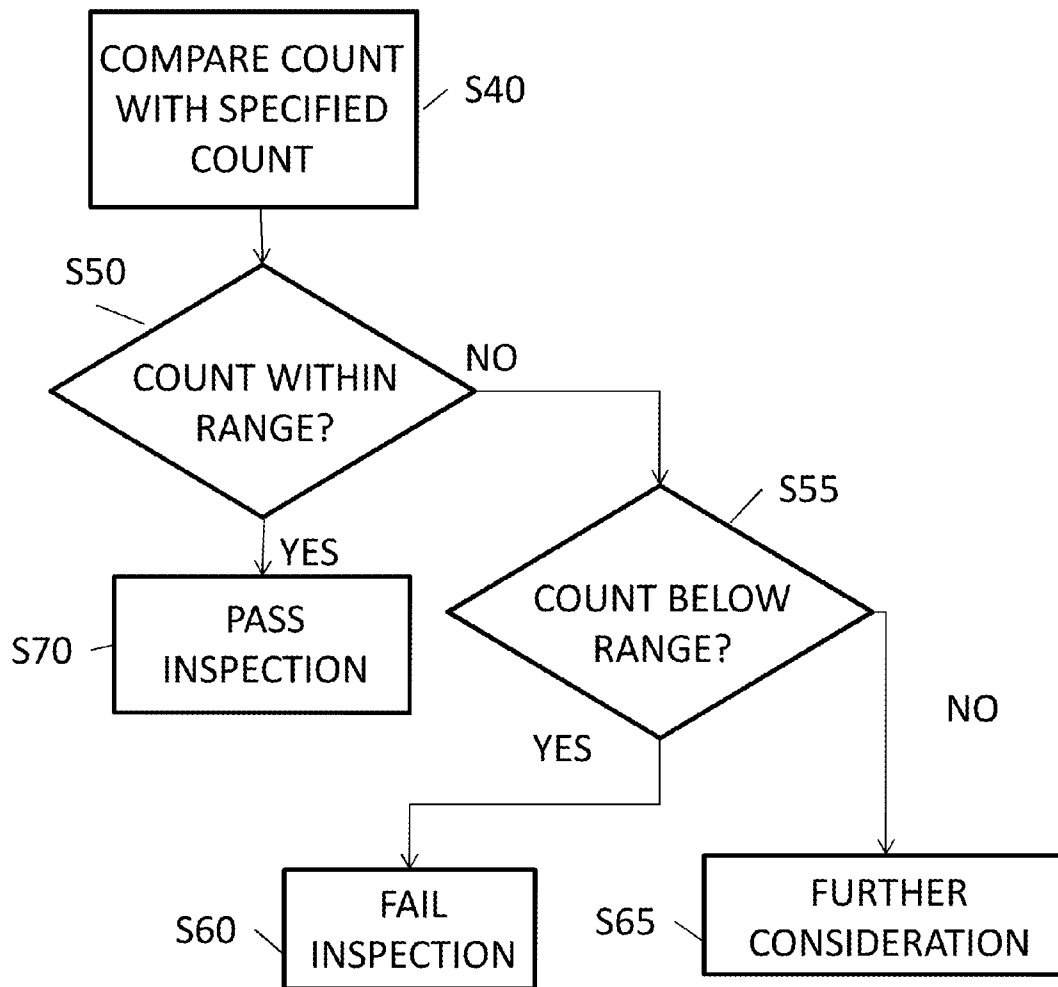 COMPARE COUNT
WITH SPECIFIED
COUNT
S40
S50
COUNT WITHIN
RANGE?
NO
YES
S55
COUNT BELOW
RANGE?
PASS
INSPECTION
S70
YES
NO
FAIL
INSPECTION
S60
FURTHER
CONSIDERATION
S65